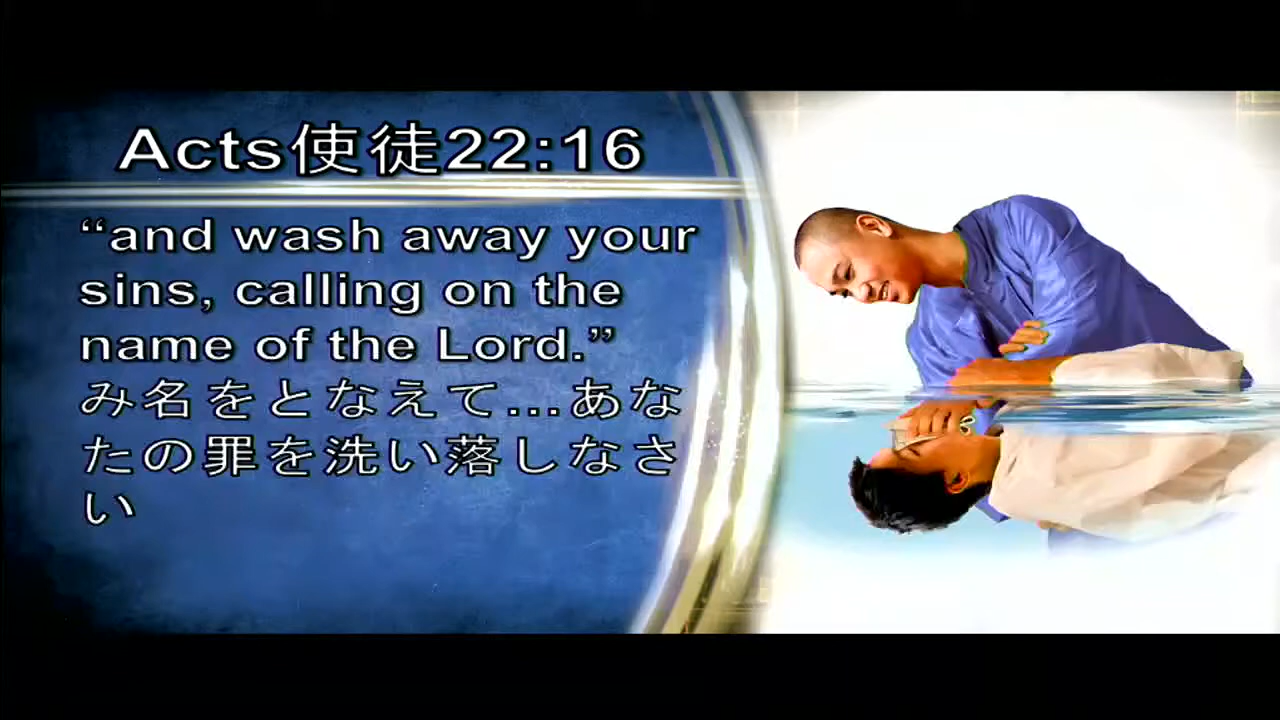 Acts使徒22:16
“and wash away your
sins, calling on the
name of the Lord.”
み名をとなえて...あな
たの罪を洗い落しなさ
い